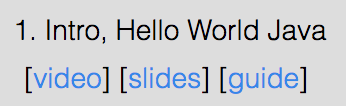 1. Intro, Hello World Java
[video] [slides] [guide]